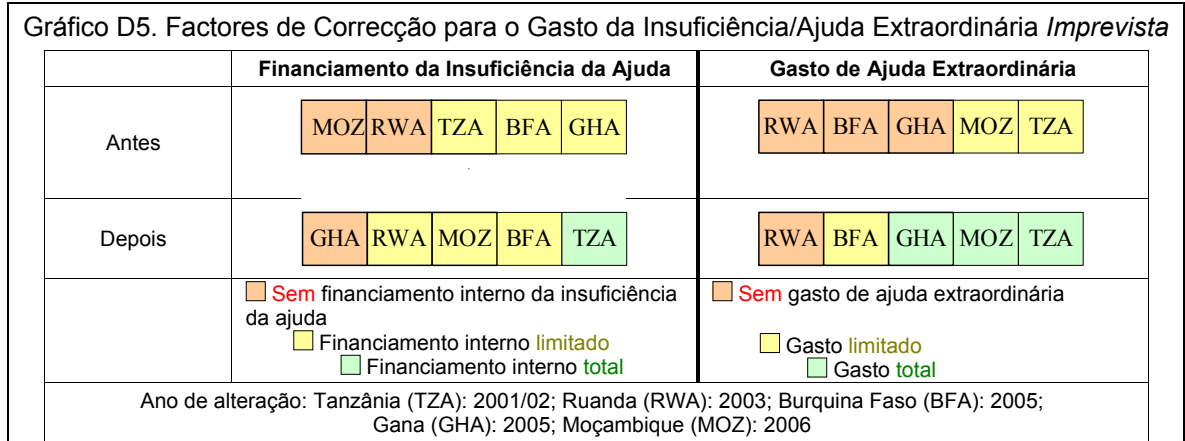 Gráfico D5. Factores de Correcção para o Gasto da Insuficiência/Ajuda Extraordinária Imprevista
Financiamento da Insuficiência da Ajuda
Gasto de Ajuda Extraordinária
Antes
MOZ RWA TZA BFA GHA
RWA BFA GHA MOZ TZA
Depois
GHA RWA MOZ BFA TZA
RWA BFA GHA MOZ TZA
Sem financiamento interno da insuficiência
da ajuda
Financiamento interno limitado
Financiamento interno total
Sem gasto de ajuda extraordinária
Gasto limitado
Gasto total
Ano de alteração: Tanzânia (TZA): 2001/02; Ruanda (RWA): 2003; Burquina Faso (BFA): 2005;
Gana (GHA): 2005; Moçambique (MOZ): 2006